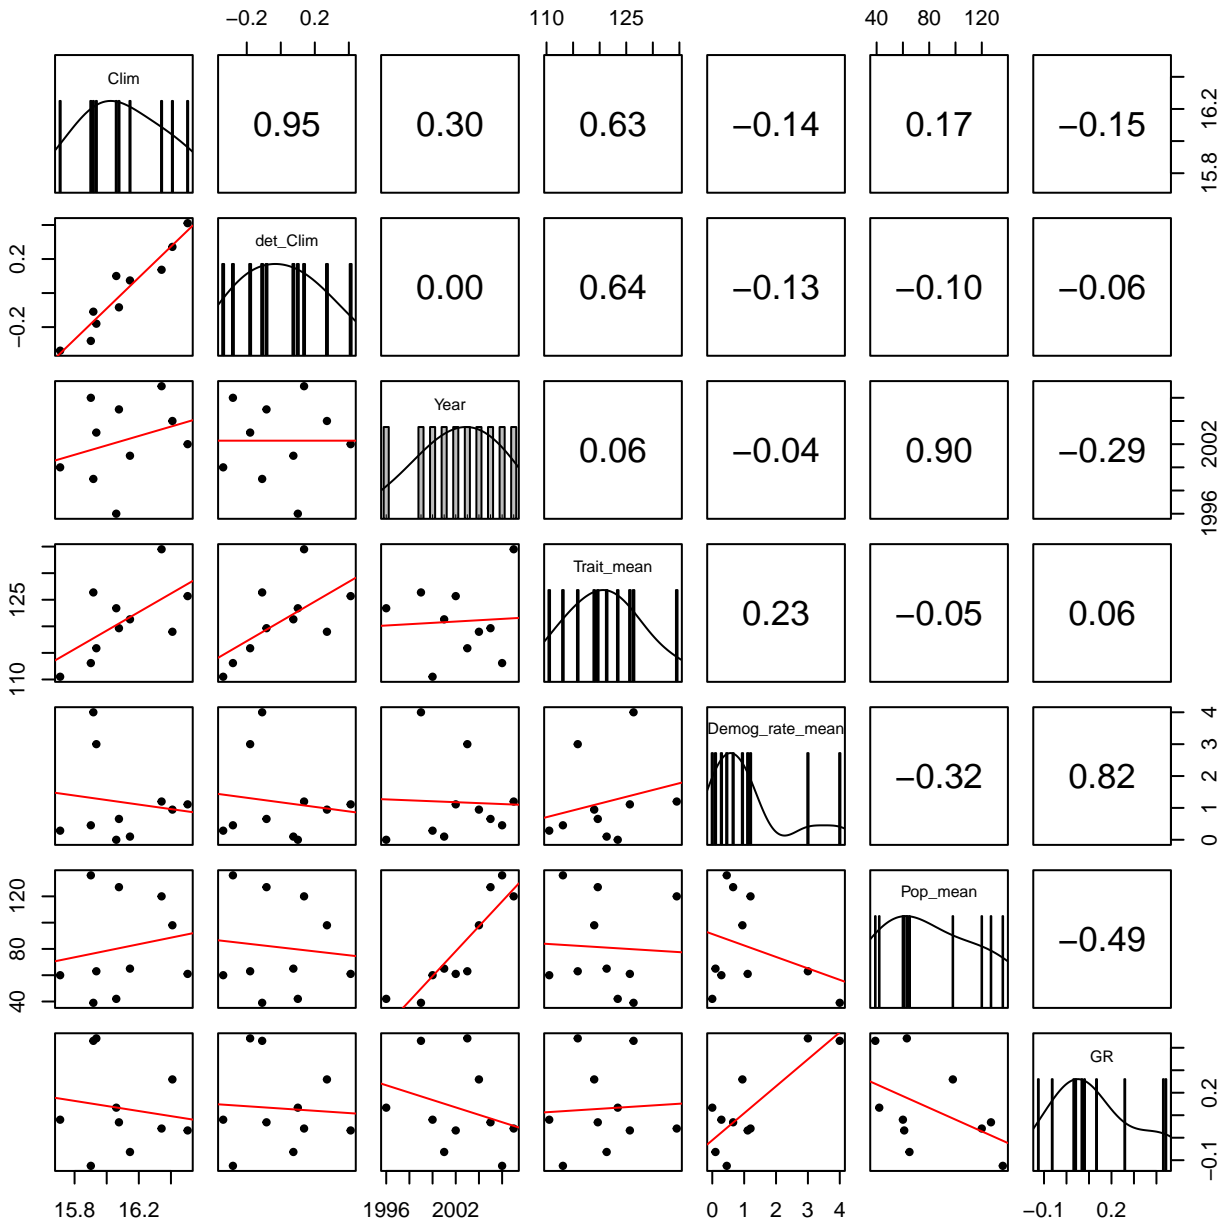 −0.2 0.2 110 125 40 80 120
Clim 0.95 0.30 0.63 −0.14 0.17 −0.15 15.8 16.2
−0.2 0.2 det_Clim 0.00 0.64 −0.13 −0.10 −0.06
Year 0.06 −0.04 0.90 −0.29 1996 2002
110 125 Trait_mean 0.23 −0.05 0.06
Demog_rate_mean −0.32 0.82 0 1 2 3 4
40 80 120 Pop_mean −0.49
GR −0.1 0.2
15.8 16.2 1996 2002 0 1 2 3 4 −0.1 0.2